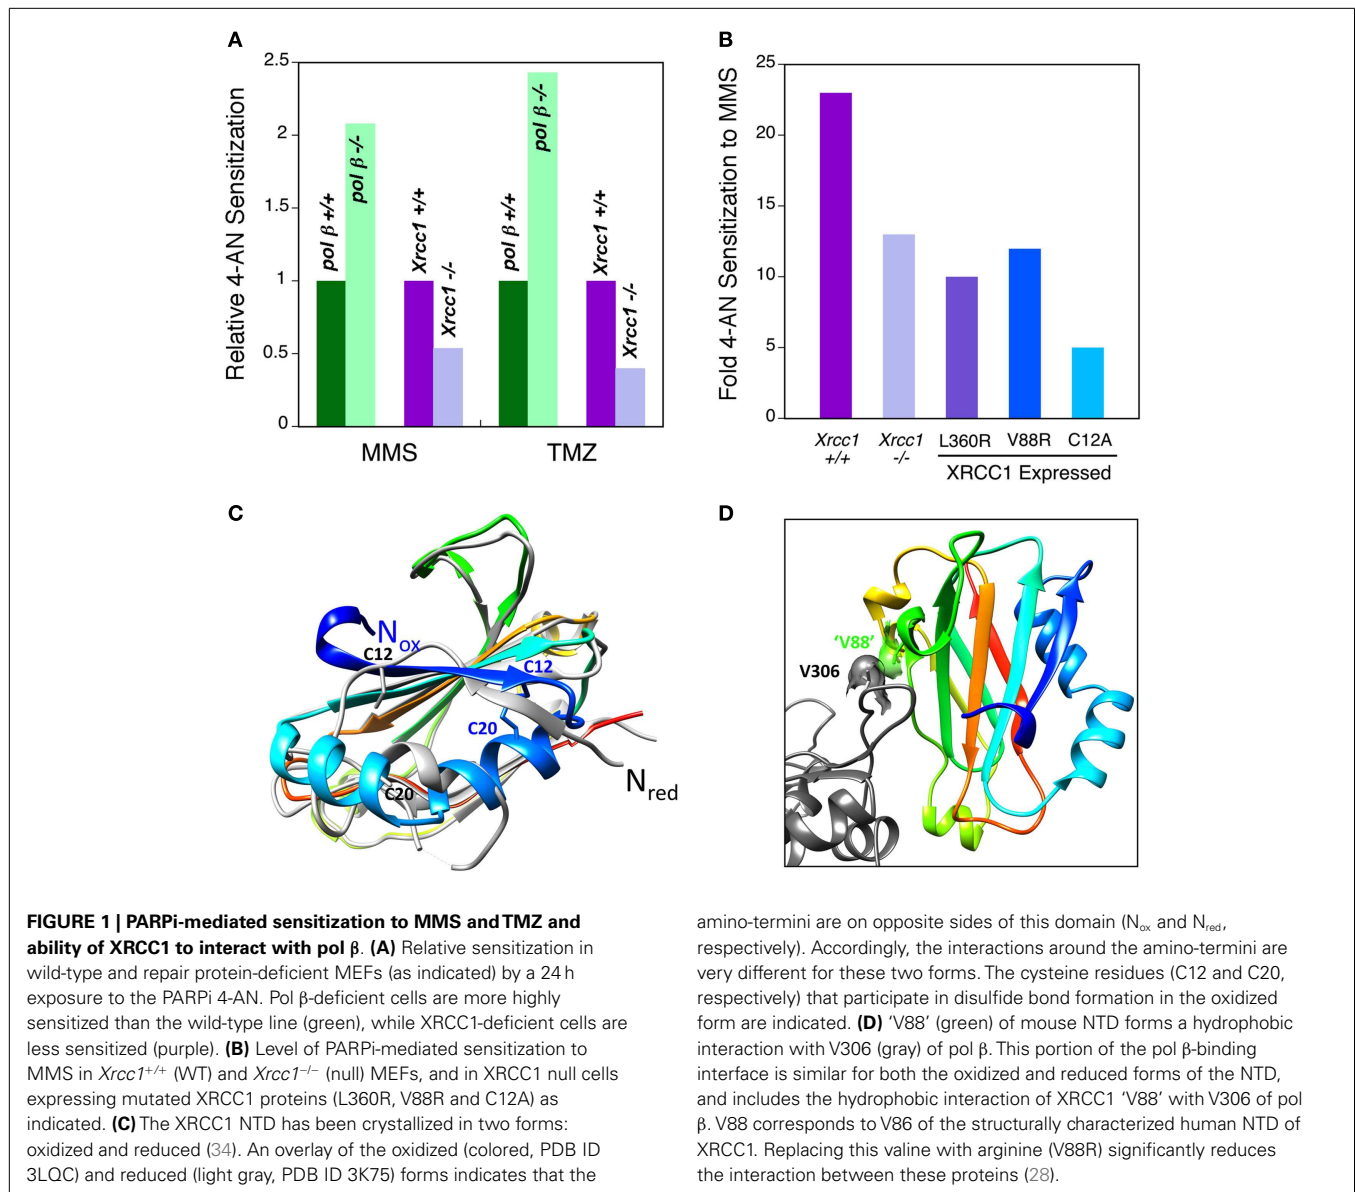 A
Relative 4-AN Sensitization
2.5
2
1.5
1
0.5
0
pol β +/+
pol β -/-
Xrcc1 +/+
Xrcc1 -/-
pol β +/+
pol β -/-
Xrcc1 +/+
Xrcc1 -/-
MMS
TMZ
B
Fold 4-AN Sensitization to MMS
25
20
15
10
5
0
Xrcc1 +/+
Xrcc1 -/-
L360R
V88R
C12A
XRCC1 Expressed
C
Nox
C12
C12
C20
C20
Nred
D
'V88'
V306
FIGURE 1 | PARPi-mediated sensitization to MMS and TMZ and
ability of XRCC1 to interact with pol β. (A) Relative sensitization in
wild-type and repair protein-deficient MEFs (as indicated) by a 24 h
exposure to the PARPi 4-AN. Pol β-deficient cells are more highly
sensitized than the wild-type line (green), while XRCC1-deficient cells are
less sensitized (purple). (B) Level of PARPi-mediated sensitization to
MMS in Xrcc1+/+ (WT) and Xrcc1−/− (null) MEFs, and in XRCC1 null cells
expressing mutated XRCC1 proteins (L360R, V88R and C12A) as
indicated. (C) The XRCC1 NTD has been crystallized in two forms:
oxidized and reduced (34). An overlay of the oxidized (colored, PDB ID
3LQC) and reduced (light gray, PDB ID 3K75) forms indicates that the
amino-termini are on opposite sides of this domain (Nox and Nred,
respectively). Accordingly, the interactions around the amino-termini are
very different for these two forms. The cysteine residues (C12 and C20,
respectively) that participate in disulfide bond formation in the oxidized
form are indicated. (D) 'V88' (green) of mouse NTD forms a hydrophobic
interaction with V306 (gray) of pol β. This portion of the pol β-binding
interface is similar for both the oxidized and reduced forms of the NTD,
and includes the hydrophobic interaction of XRCC1 'V88' with V306 of pol
β. V88 corresponds to V86 of the structurally characterized human NTD of
XRCC1. Replacing this valine with arginine (V88R) significantly reduces
the interaction between these proteins (28).